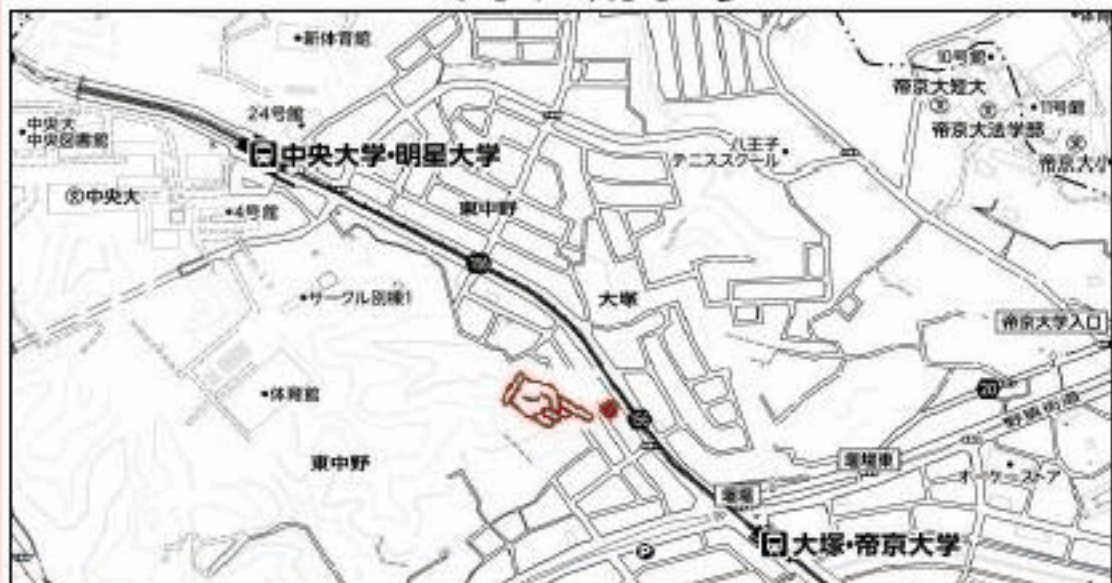 新体育館
10号館
帝京大短大
中央大
中央図書館
24号館
11号館
帝京大法学部
中央大学・明星大学
八王子
テニススクール
帝京大小
中央大
4号館
東中野
サークル別棟1
大塚
帝京大学入口
体育館
20
野猿街道
東中野
堰場東
オーケーストア
堰場
P
大塚・帝京大学